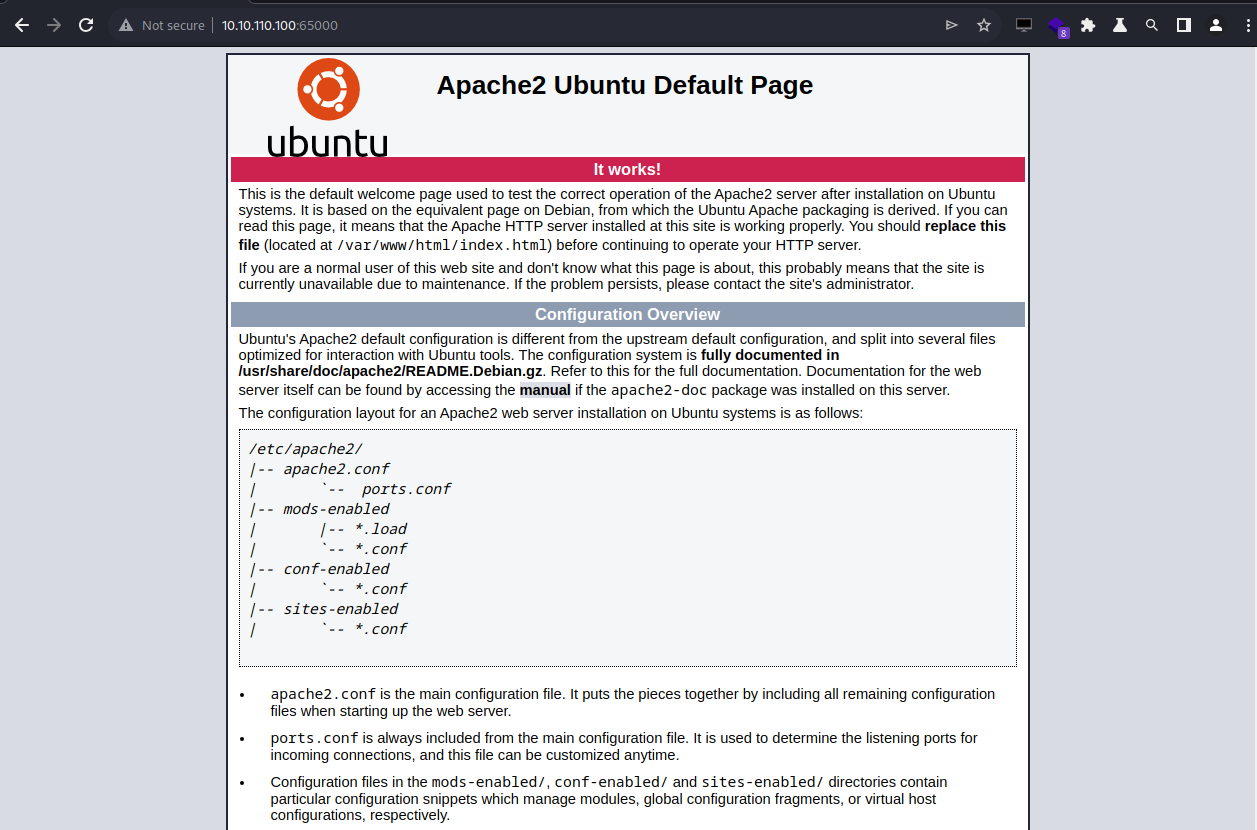 Not secure 10.10.110.100:65000
8
ubuntu
Apache2 Ubuntu Default Page
It works!
This is the default welcome page used to test the correct operation of the Apache2 server after installation on Ubuntu
systems. It is based on the equivalent page on Debian, from which the Ubuntu Apache packaging is derived. If you can
read this page, it means that the Apache HTTP server installed at this site is working properly. You should replace this
file (located at /var/www/html/index.html) before continuing to operate your HTTP server.
If you are a normal user of this web site and don't know what this page is about, this probably means that the site is
currently unavailable due to maintenance. If the problem persists, please contact the site's administrator.
Configuration Overview
Ubuntu's Apache2 default configuration is different from the upstream default configuration, and split into several files
optimized for interaction with Ubuntu tools. The configuration system is fully documented in
/usr/share/doc/apache2/README.Debian.gz. Refer to this for the full documentation. Documentation for the web
server itself can be found by accessing the manual if the apache2-doc package was installed on this server.
The configuration layout for an Apache2 web server installation on Ubuntu systems is as follows:
/etc/apache2/
|-- apache2.conf
|       `--  ports.conf
|-- mods-enabled
|       |-- *.load
|       `-- *.conf
|-- conf-enabled
|       `-- *.conf
|-- sites-enabled
|       `-- *.conf
• apache2.conf is the main configuration file. It puts the pieces together by including all remaining configuration
files when starting up the web server.
• ports.conf is always included from the main configuration file. It is used to determine the listening ports for
incoming connections, and this file can be customized anytime.
• Configuration files in the mods-enabled/, conf-enabled/ and sites-enabled/ directories contain
particular configuration snippets which manage modules, global configuration fragments, or virtual host
configurations, respectively.